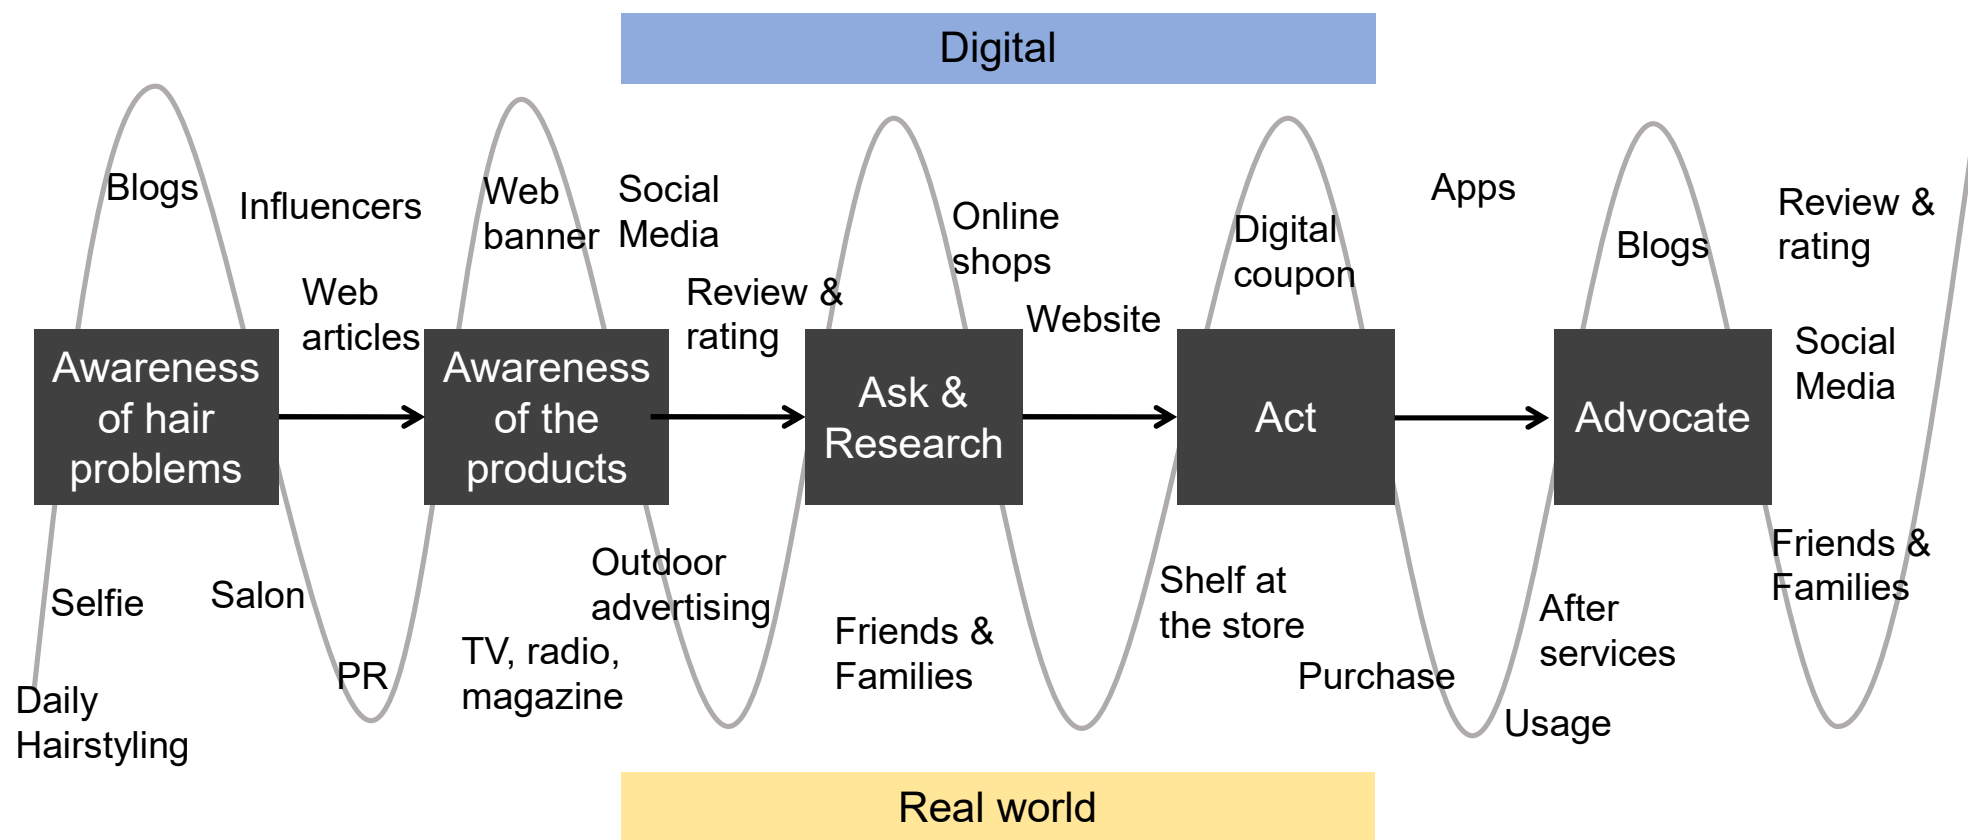 Digital
Blogs
Influencers
Web
articles
Web
banner
Social
Media
Review &
rating
Online
shops
Website
Digital
coupon
Apps
Blogs
Review &
rating
Social
Media
Awareness
of hair
problems
Awareness
of the
products
Ask &
Research
Act
Advocate
Selfie
Daily
Hairstyling
Salon
PR
TV, radio,
magazine
Outdoor
advertising
Friends &
Families
Shelf at
the store
Purchase
Usage
After
services
Friends &
Families
Real world